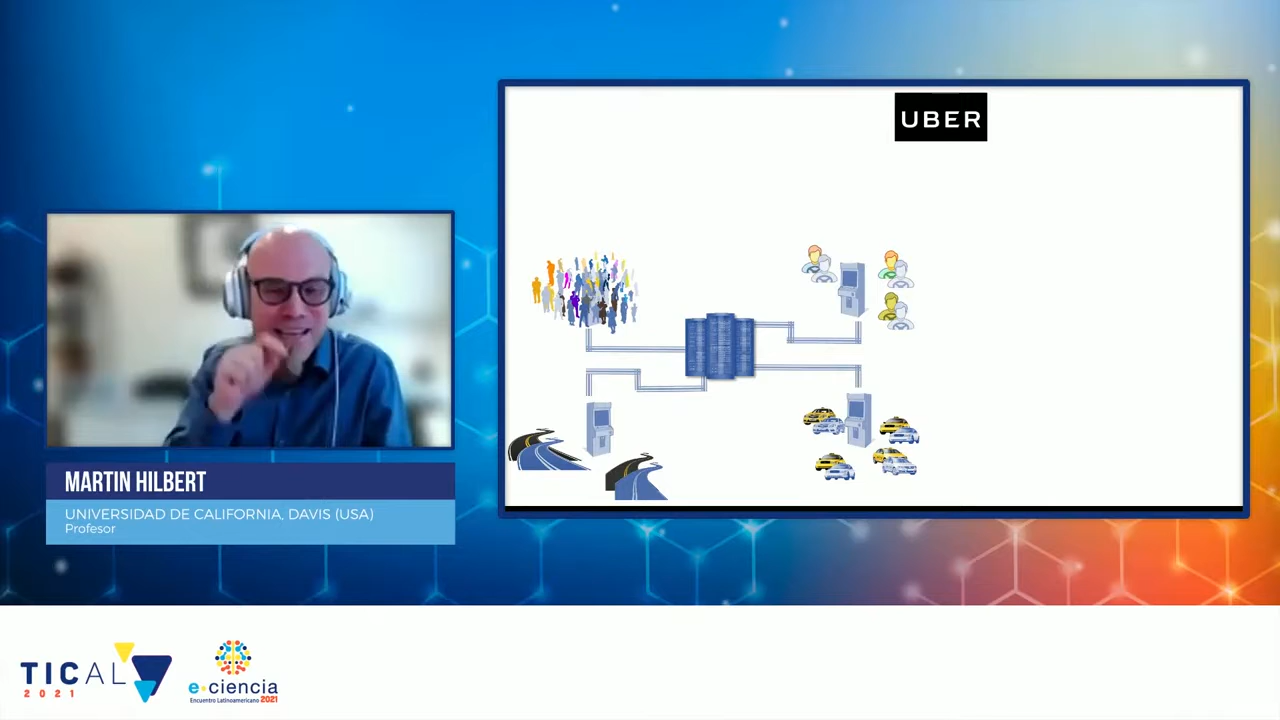 UBER
MARTIN HILBERT
UNIVERSIDAD DE CALIFORNIA, DAVIS (USA)
Profesor
TICAL
2021
e-ciencia
Encuentro Latinoamericano 2021